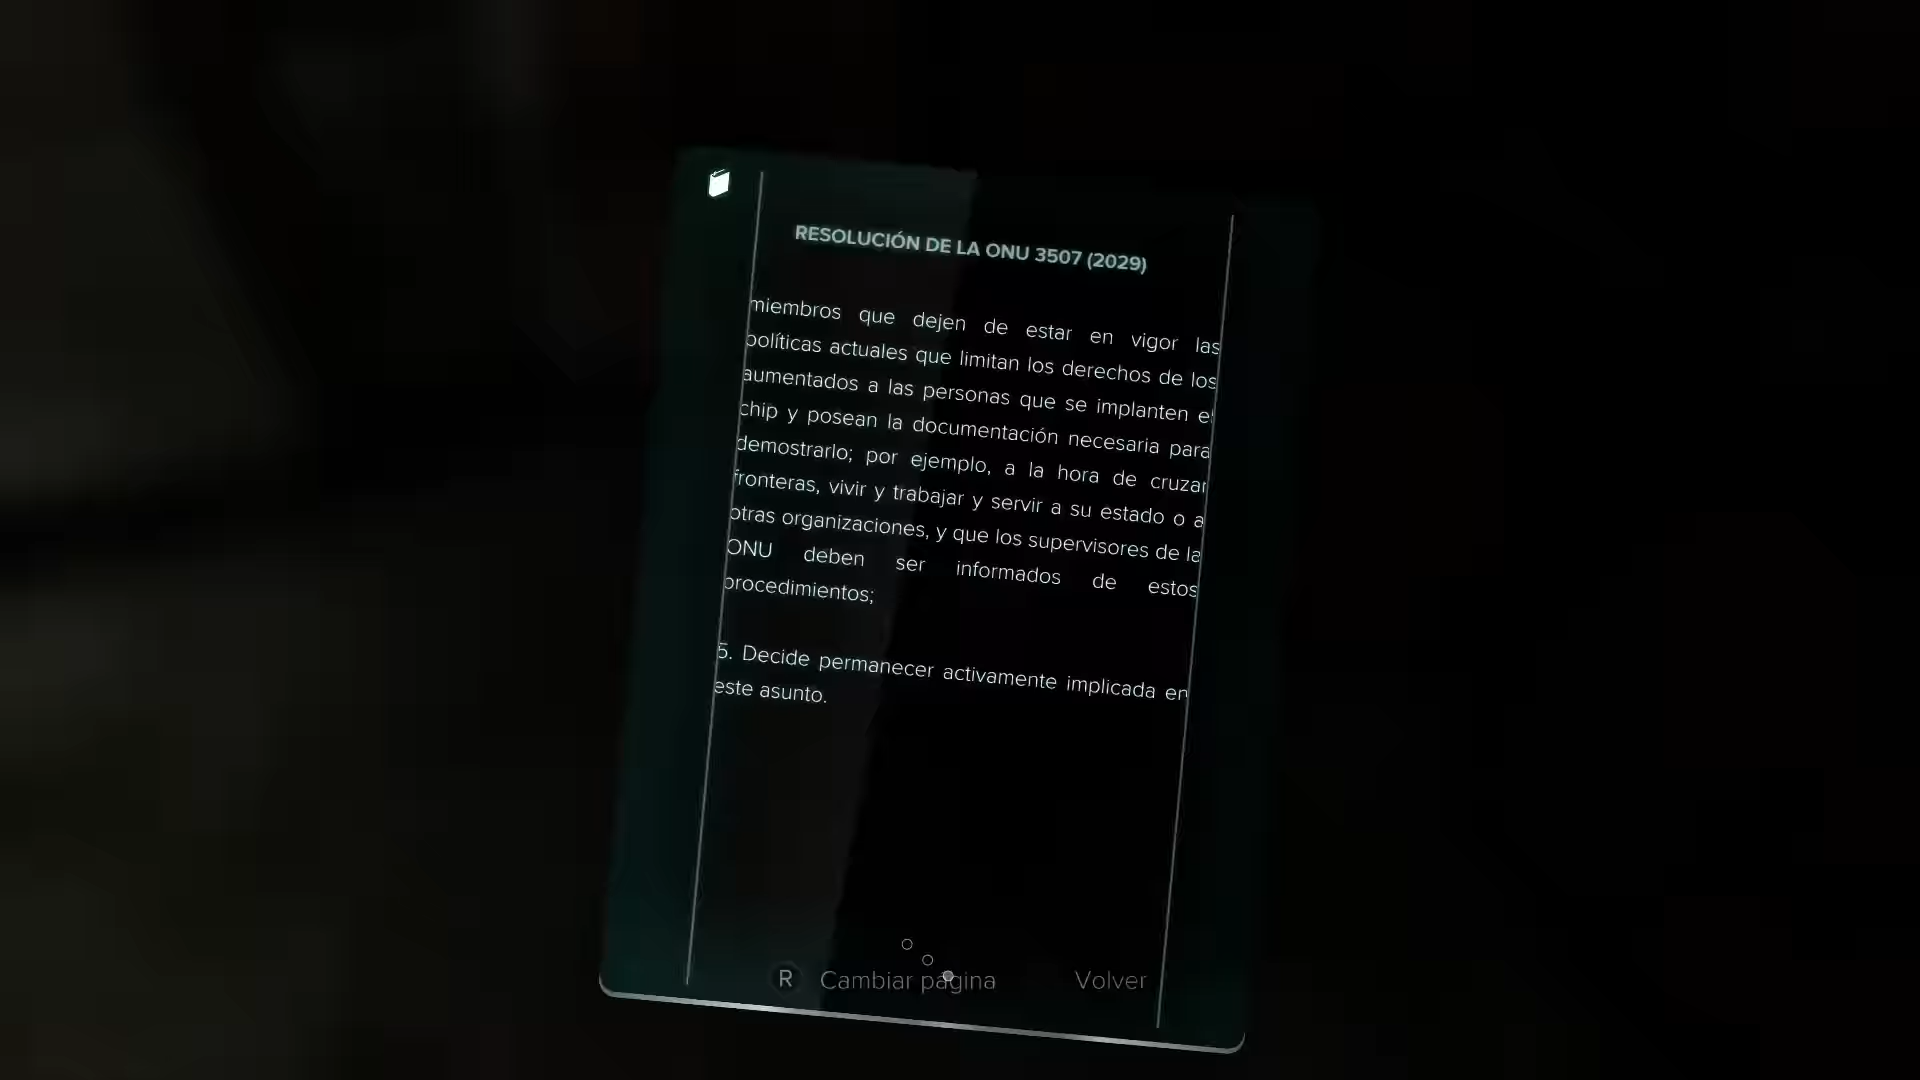 RESOLUCIÓN DE LA ONU 3507 (2029)
miembros que dejen de estar en vigor las
políticas actuales que limitan los derechos de los
aumentados a las personas que se implanten el
chip y posean la documentación necesaria para
demostrarlo; por ejemplo, a la hora de cruzar
fronteras, vivir y trabajar y servir a su estado o a
otras organizaciones, y que los supervisores de la
ONU deben ser informados de estos
procedimientos;
5. Decide permanecer activamente implicada en
este asunto.
R Cambiar página Volver